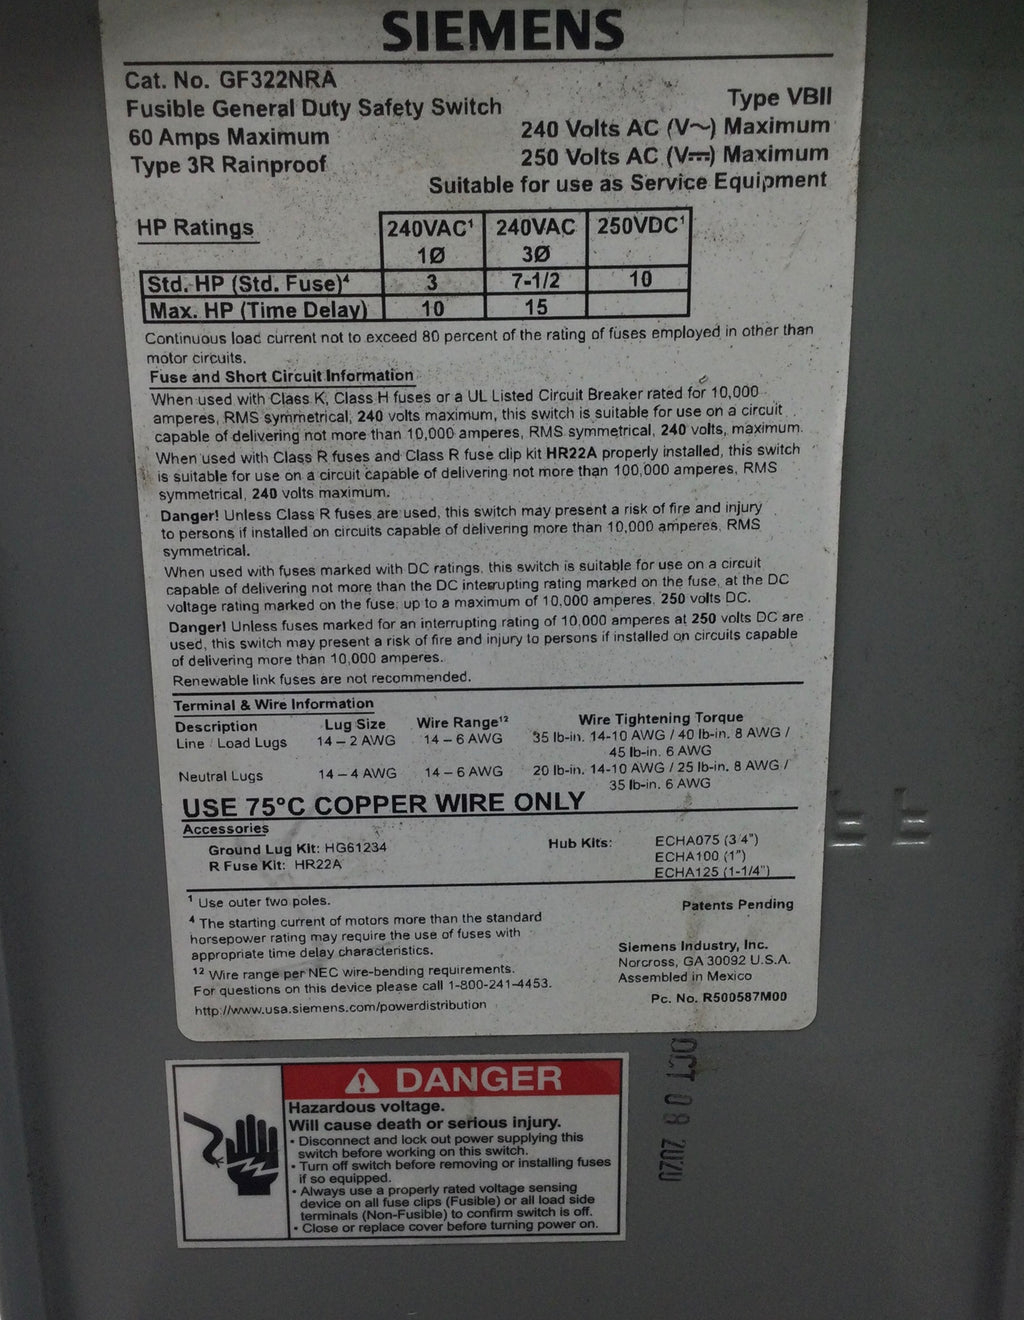 SIEMENS
Cat. No. GF322NRA
Fusible General Duty Safety Switch
60 Amps Maximum
Type 3R Rainproof
Type VBII
240 Volts AC (V~) Maximum
250 Volts AC (V⎓) Maximum
Suitable for use as Service Equipment
HP Ratings
240VAC¹ 240VAC 250VDC¹
1Ø 3Ø
Std. HP (Std. Fuse)⁴ 3 7-1/2 10
Max. HP (Time Delay) 10 15
Continuous load current not to exceed 80 percent of the rating of fuses employed in other than
motor circuits.
Fuse and Short Circuit Information
When used with Class K, Class H fuses or a UL Listed Circuit Breaker rated for 10,000
amperes, RMS symmetrical, 240 volts maximum, this switch is suitable for use on a circuit
capable of delivering not more than 10,000 amperes, RMS symmetrical, 240 volts, maximum.
When used with Class R fuses and Class R fuse clip kit HR22A properly installed, this switch
is suitable for use on a circuit capable of delivering not more than 100,000 amperes, RMS
symmetrical, 240 volts maximum.
Danger! Unless Class R fuses are used, this switch may present a risk of fire and injury
to persons if installed on circuits capable of delivering more than 10,000 amperes, RMS
symmetrical.
When used with fuses marked with DC ratings, this switch is suitable for use on a circuit
capable of delivering not more than the DC interrupting rating marked on the fuse, at the DC
voltage rating marked on the fuse, up to a maximum of 10,000 amperes, 250 volts DC.
Danger! Unless fuses marked for an interrupting rating of 10,000 amperes at 250 volts DC are
used, this switch may present a risk of fire and injury to persons if installed on circuits capable
of delivering more than 10,000 amperes.
Renewable link fuses are not recommended.
Terminal & Wire Information
Description Lug Size Wire Range¹² Wire Tightening Torque
Line / Load Lugs 14 – 2 AWG 14 – 6 AWG 35 lb-in. 14-10 AWG / 40 lb-in. 8 AWG /
45 lb-in. 6 AWG
Neutral Lugs 14 – 4 AWG 14 – 6 AWG 20 lb-in. 14-10 AWG / 25 lb-in. 8 AWG /
35 lb-in. 6 AWG
USE 75°C COPPER WIRE ONLY
Accessories
Ground Lug Kit: HG61234
R Fuse Kit: HR22A
Hub Kits: ECHA075 (3/4")
ECHA100 (1")
ECHA125 (1-1/4")
¹ Use outer two poles.
⁴ The starting current of motors more than the standard
horsepower rating may require the use of fuses with
appropriate time delay characteristics.
¹² Wire range per NEC wire-bending requirements.
For questions on this device please call 1-800-241-4453.
http://www.usa.siemens.com/powerdistribution
Patents Pending
Siemens Industry, Inc.
Norcross, GA 30092 U.S.A.
Assembled in Mexico
Pc. No. R500587M00
OCT 08 2020
DANGER
Hazardous voltage.
Will cause death or serious injury.
• Disconnect and lock out power supplying this
switch before working on this switch.
• Turn off switch before removing or installing fuses
if so equipped.
• Always use a properly rated voltage sensing
device on all fuse clips (Fusible) or all load side
terminals (Non-Fusible) to confirm switch is off.
• Close or replace cover before turning power on.